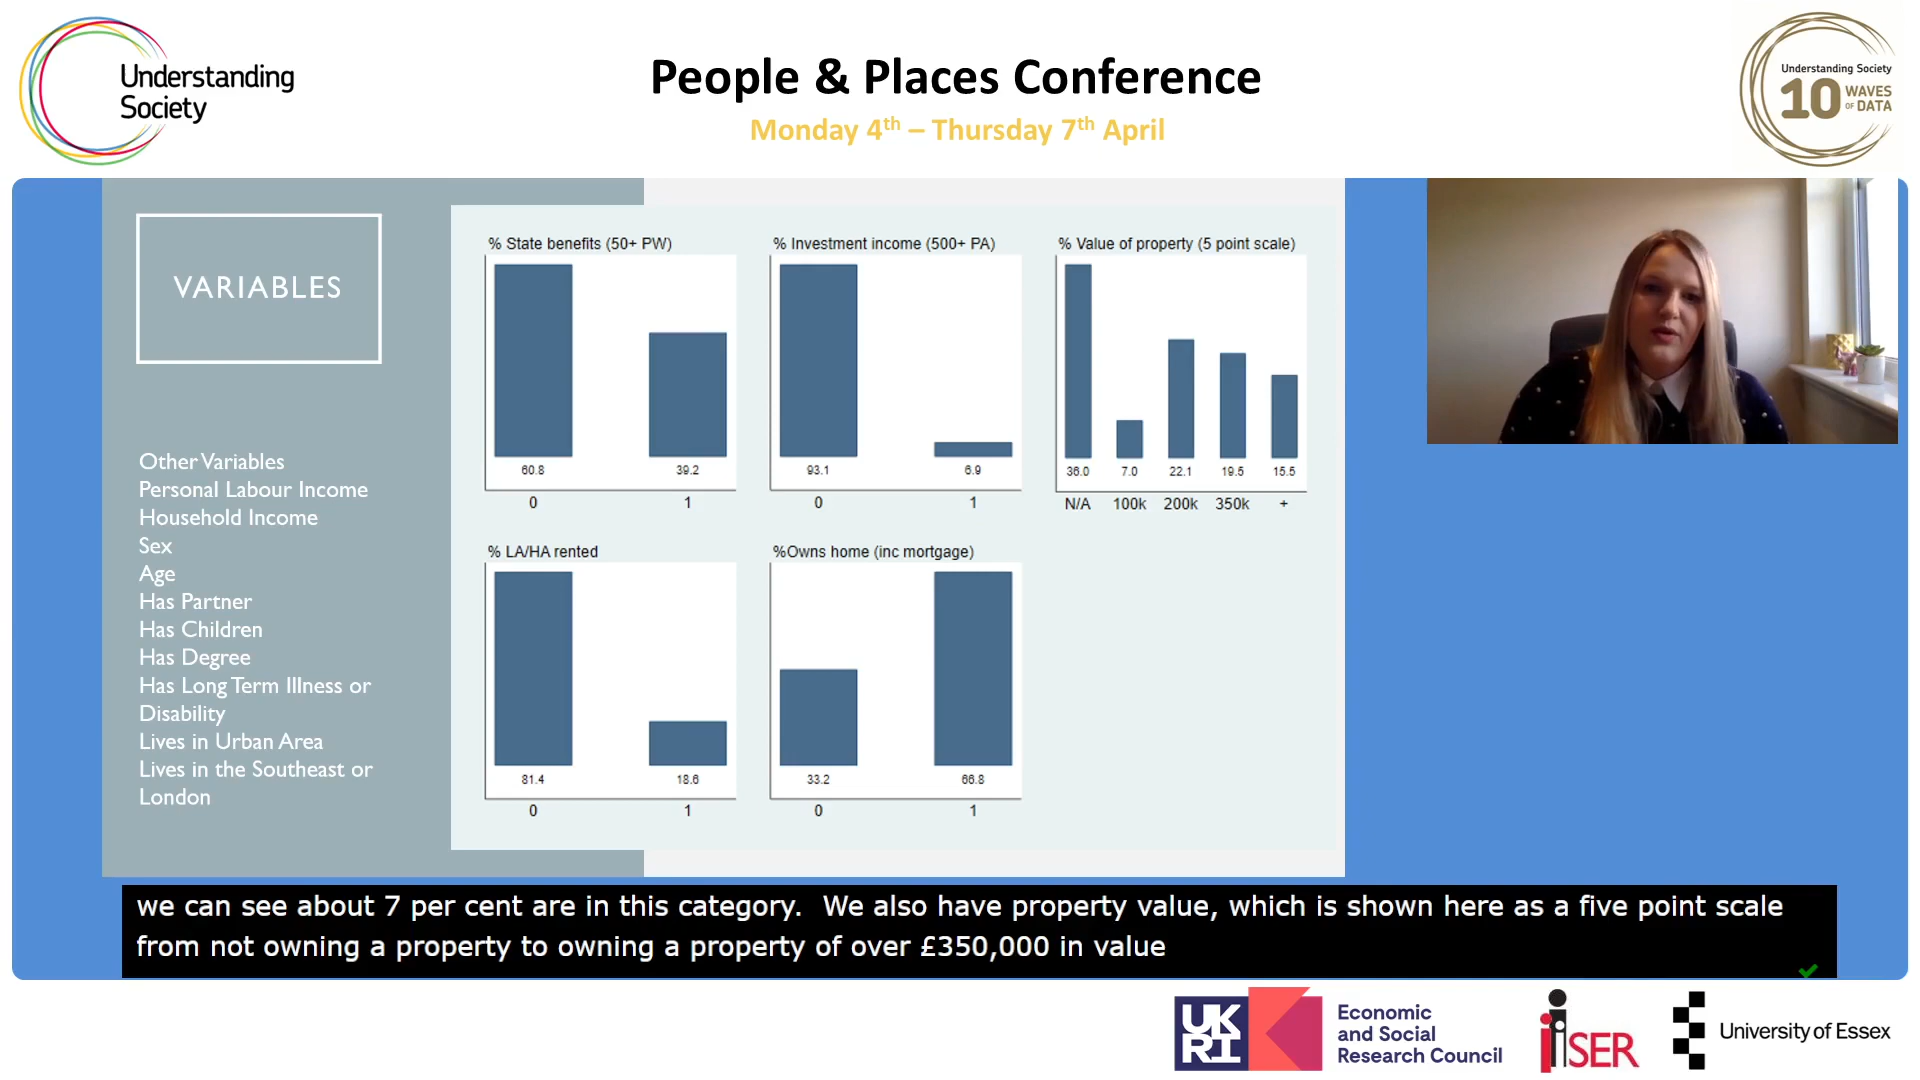 Understanding
Society
People & Places Conference
Monday 4th – Thursday 7th April
Understanding Society
10 WAVES
OF DATA
VARIABLES
Other Variables
Personal Labour Income
Household Income
Sex
Age
Has Partner
Has Children
Has Degree
Has Long Term Illness or
Disability
Lives in Urban Area
Lives in the Southeast or
London
% State benefits (50+ PW)
60.8 39.2
0 1
% Investment income (500+ PA)
93.1 6.9
0 1
% Value of property (5 point scale)
36.0 7.0 22.1 19.5 15.5
N/A 100k 200k 350k +
% LA/HA rented
81.4 18.6
0 1
%Owns home (inc mortgage)
33.2 66.8
0 1
we can see about 7 per cent are in this category. We also have property value, which is shown here as a five point scale
from not owning a property to owning a property of over £350,000 in value
UK
RI
Economic
and Social
Research Council
iSER
University of Essex